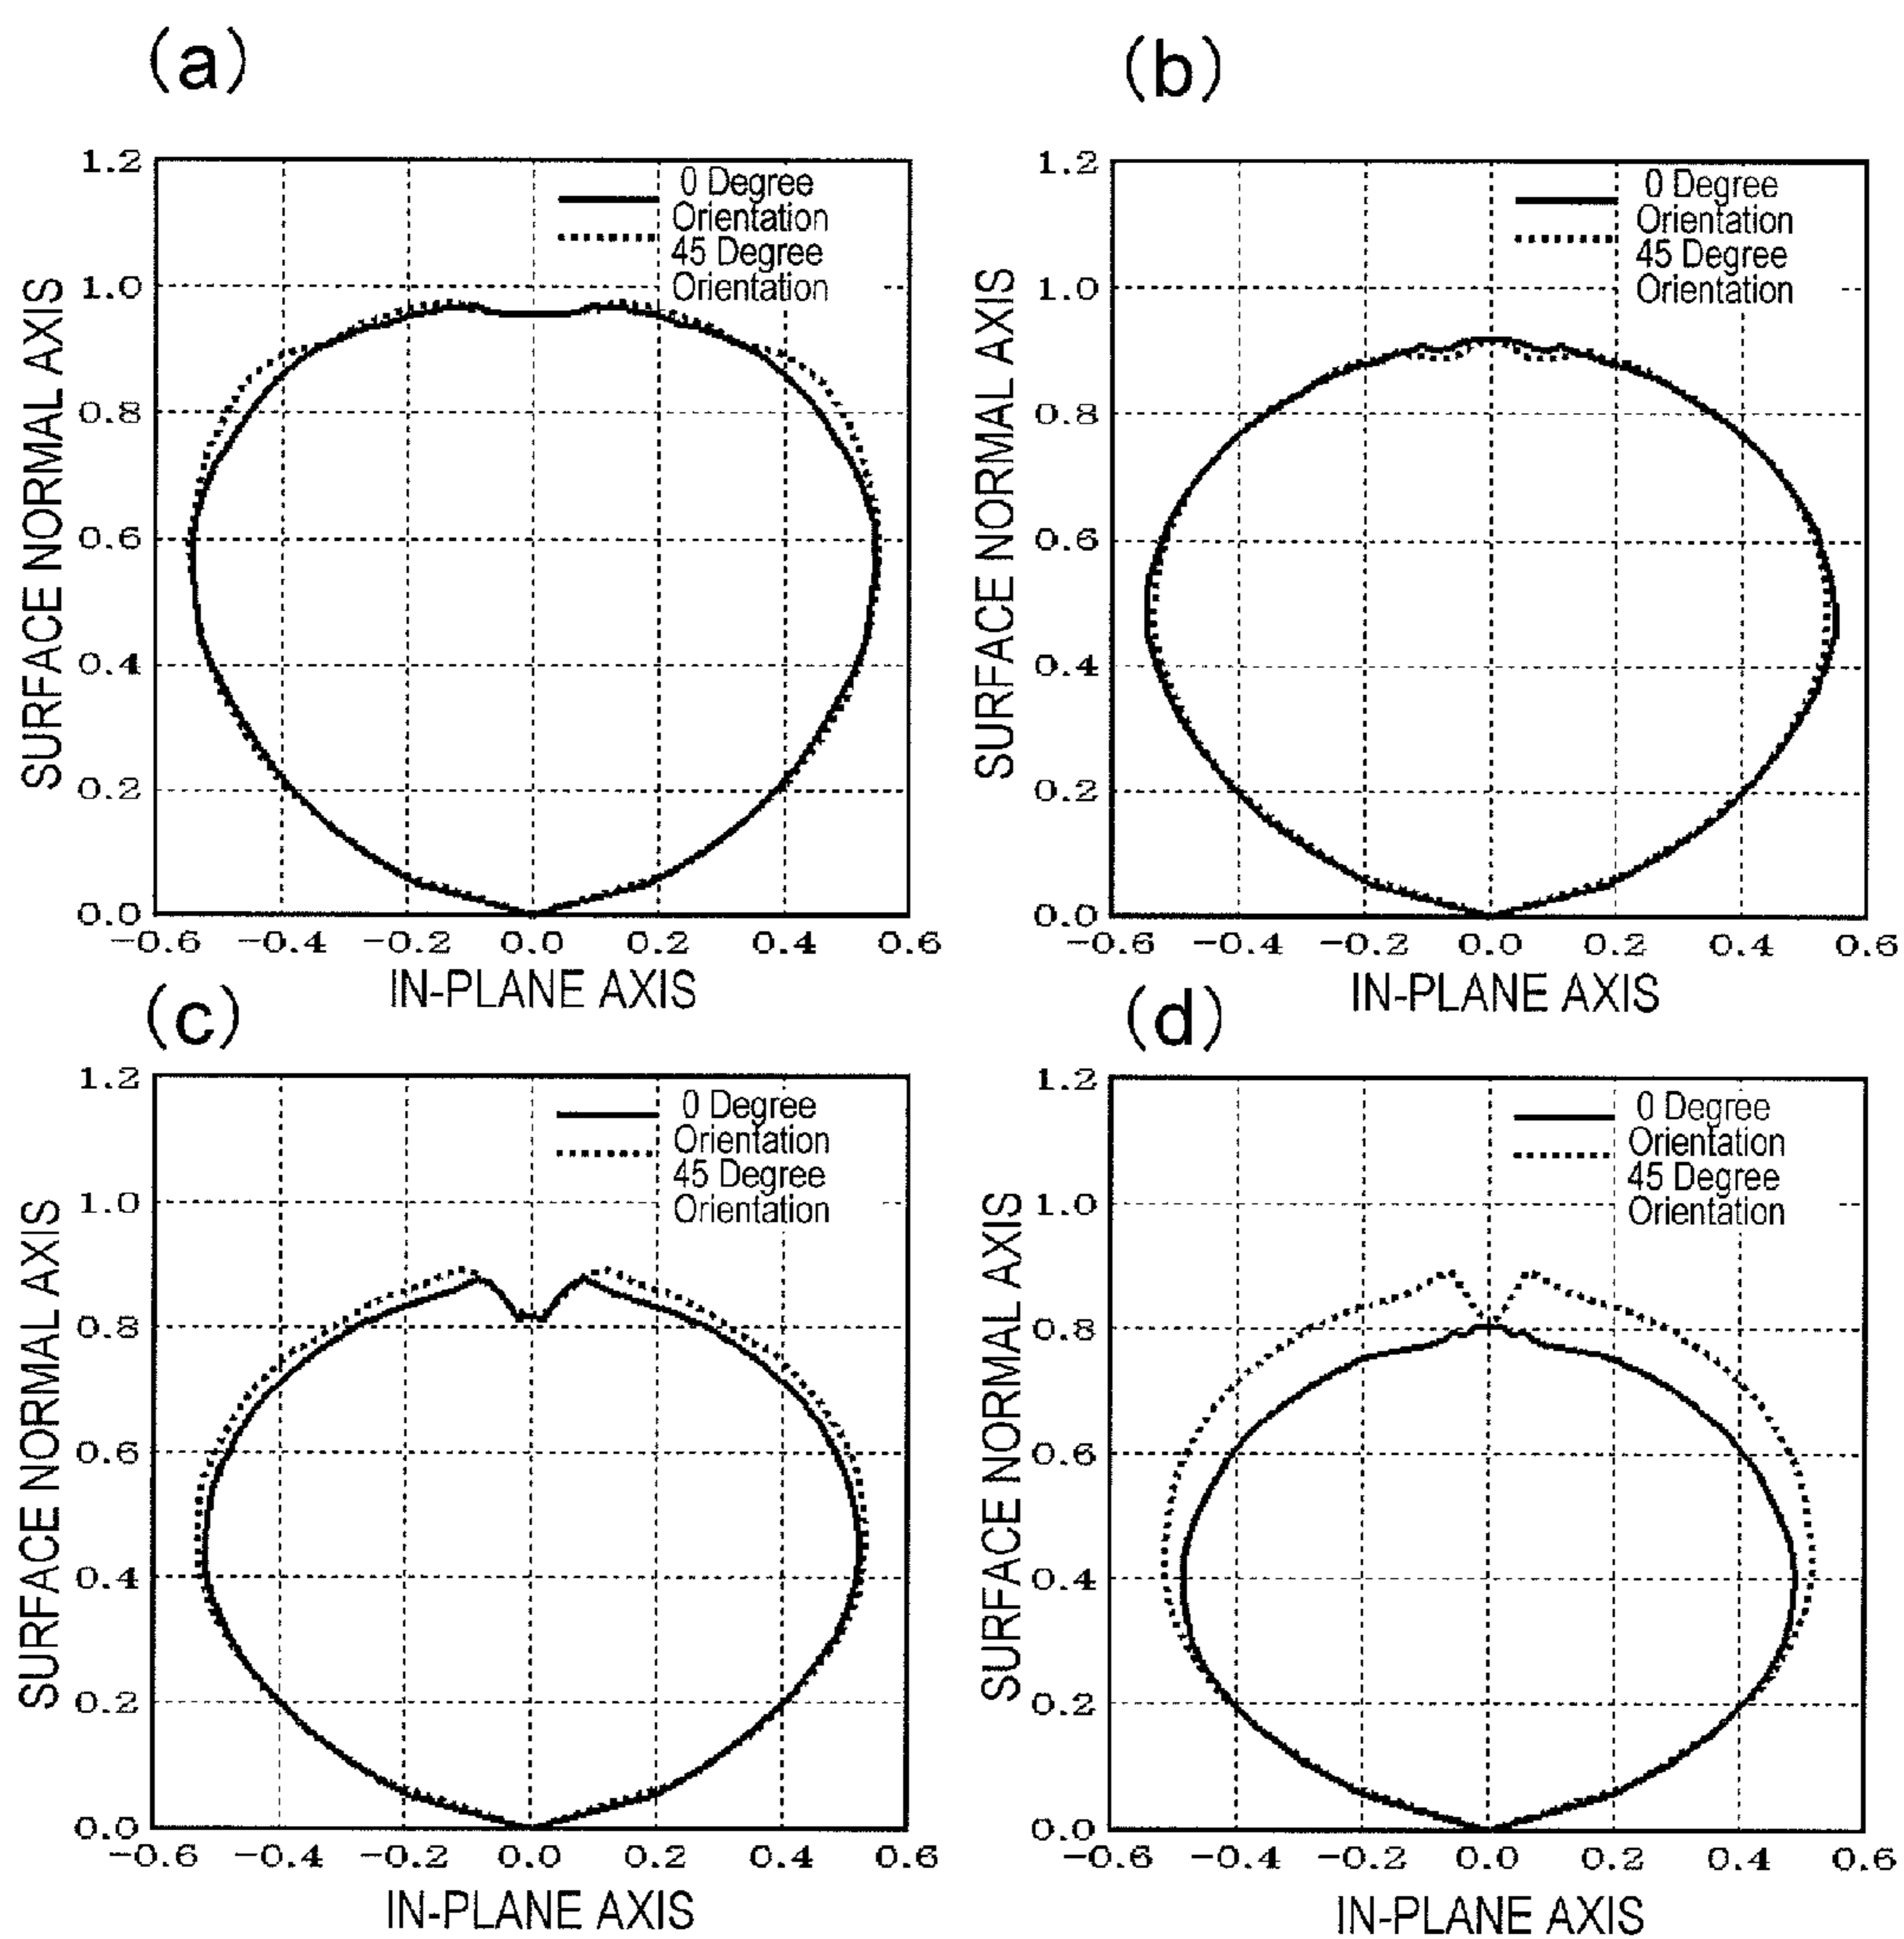 (a)
1.2
1.0
0.8
0.6
0.4
0.2
0.0
SURFACE NORMAL AXIS
0 Degree
Orientation
45 Degree
Orientation
−0.6 −0.4 −0.2 0.0 0.2 0.4 0.6
IN-PLANE AXIS
(b)
1.2
1.0
0.8
0.6
0.4
0.2
0.0
SURFACE NORMAL AXIS
0 Degree
Orientation
45 Degree
Orientation
−0.6 −0.4 −0.2 0.0 0.2 0.4 0.6
IN-PLANE AXIS
(c)
1.2
1.0
0.8
0.6
0.4
0.2
0.0
SURFACE NORMAL AXIS
0 Degree
Orientation
45 Degree
Orientation
−0.6 −0.4 −0.2 0.0 0.2 0.4 0.6
IN-PLANE AXIS
(d)
1.2
1.0
0.8
0.6
0.4
0.2
0.0
SURFACE NORMAL AXIS
0 Degree
Orientation
45 Degree
Orientation
−0.6 −0.4 −0.2 0.0 0.2 0.4 0.6
IN-PLANE AXIS